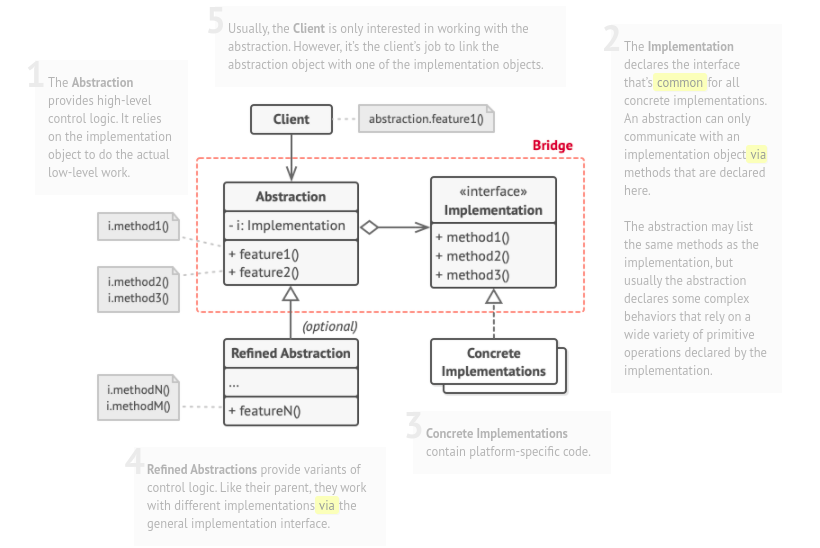 5
Usually, the Client is only interested in working with the
abstraction. However, it's the client's job to link the
abstraction object with one of the implementation objects.
1
The Abstraction
provides high-level
control logic. It relies
on the implementation
object to do the actual
low-level work.
2
The Implementation
declares the interface
that's common for all
concrete implementations.
An abstraction can only
communicate with an
implementation object via
methods that are declared
here.
The abstraction may list
the same methods as the
implementation, but
usually the abstraction
declares some complex
behaviors that rely on a
wide variety of primitive
operations declared by the
implementation.
Client
abstraction.feature1()
Bridge
Abstraction
- i: Implementation
+ feature1()
+ feature2()
«interface»
Implementation
+ method1()
+ method2()
+ method3()
i.method1()
i.method2()
i.method3()
(optional)
Refined Abstraction
...
+ featureN()
i.methodN()
i.methodM()
Concrete
Implementations
3
Concrete Implementations
contain platform-specific code.
4
Refined Abstractions provide variants of
control logic. Like their parent, they work
with different implementations via the
general implementation interface.